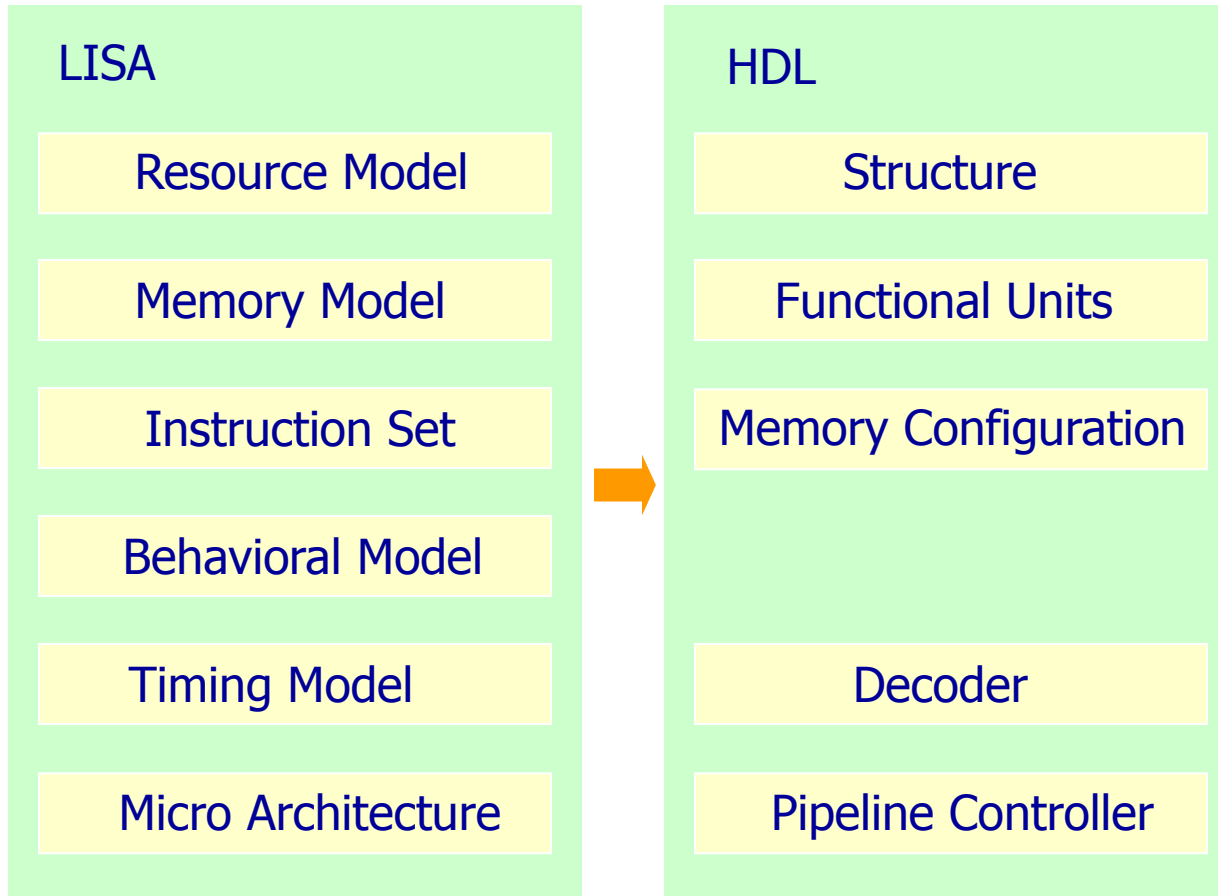 LISA
Resource Model
Memory Model
Instruction Set
Behavioral Model
Timing Model
Micro Architecture
HDL
Structure
Functional Units
Memory Configuration
Decoder
Pipeline Controller